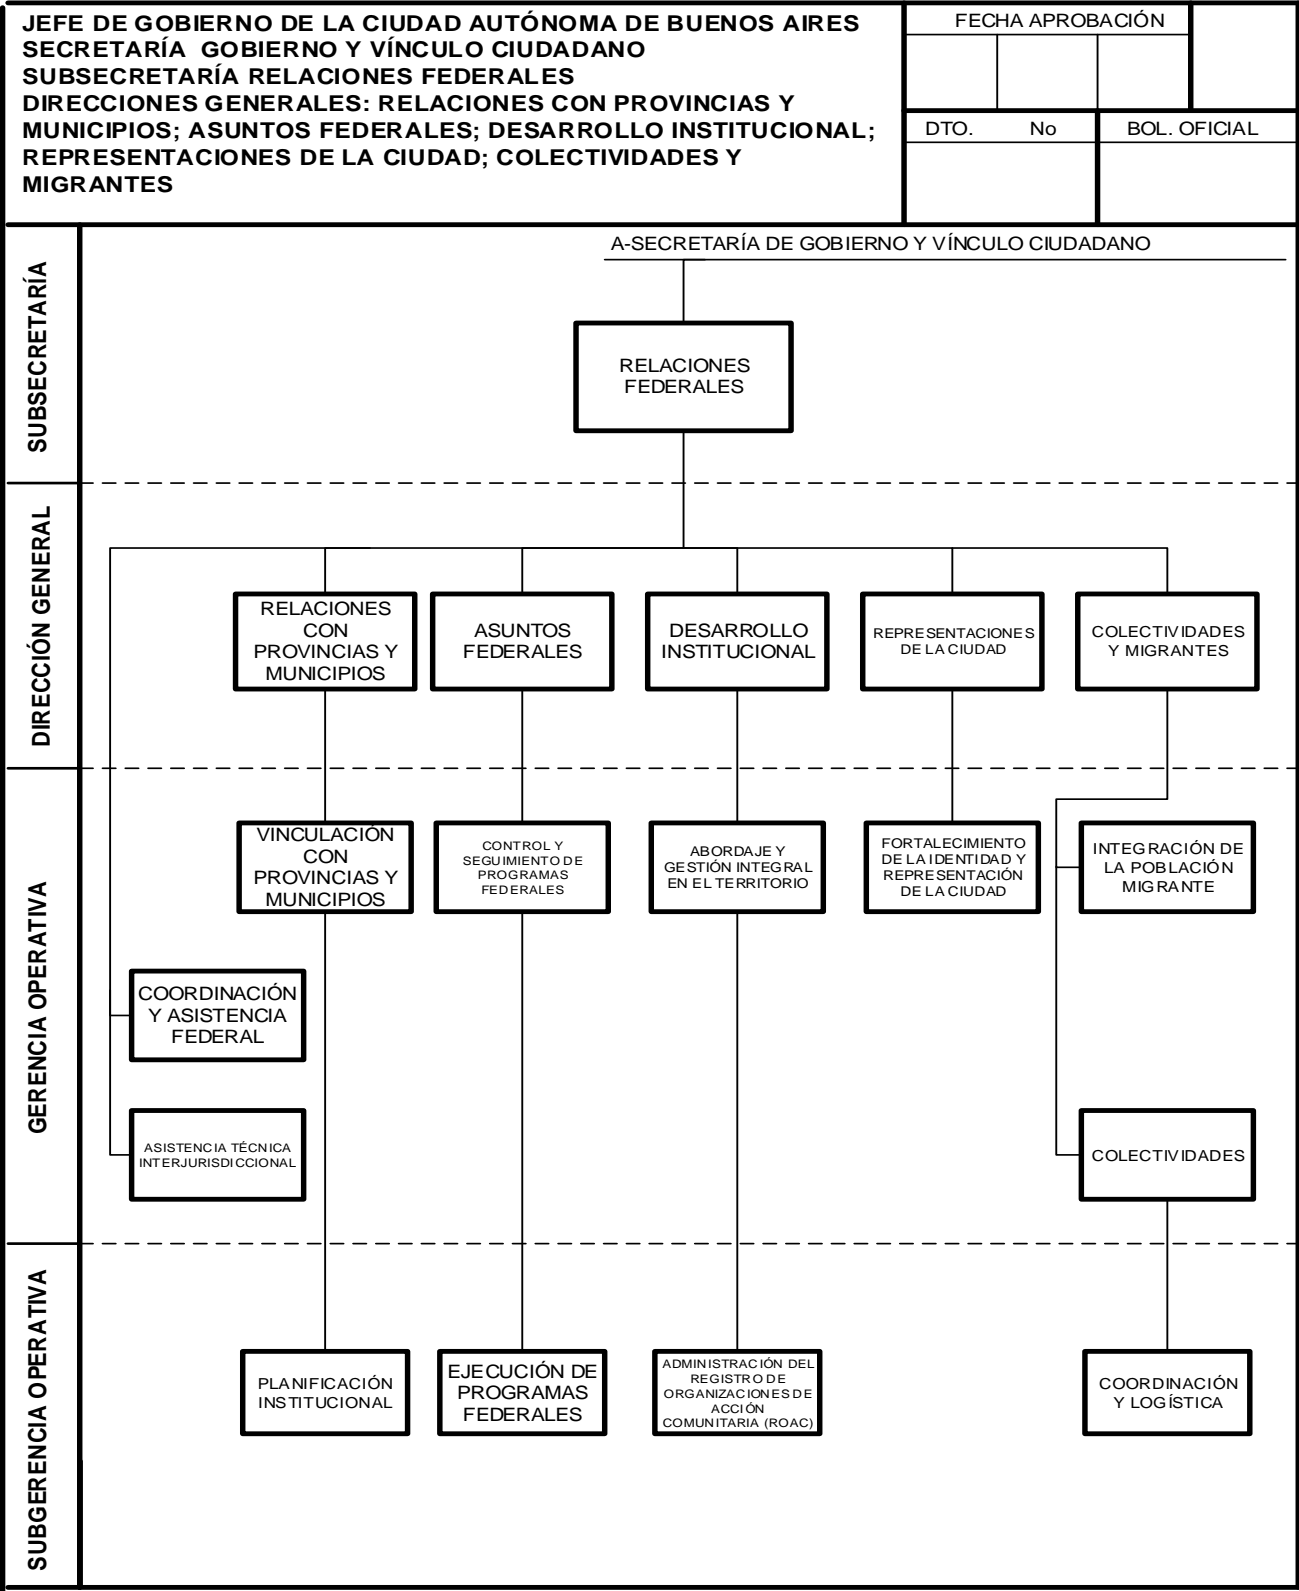 JEFE DE GOBIERNO DE LA CIUDAD AUTÓNOMA DE BUENOS AIRES
SECRETARÍA GOBIERNO Y VÍNCULO CIUDADANO
SUBSECRETARÍA RELACIONES FEDERALES
DIRECCIONES GENERALES: RELACIONES CON PROVINCIAS Y
MUNICIPIOS; ASUNTOS FEDERALES; DESARROLLO INSTITUCIONAL;
REPRESENTACIONES DE LA CIUDAD; COLECTIVIDADES Y
MIGRANTES
FECHA APROBACIÓN
DTO. No
BOL. OFICIAL
SUBSECRETARÍA
A-SECRETARÍA DE GOBIERNO Y VÍNCULO CIUDADANO
RELACIONES
FEDERALES
DIRECCIÓN GENERAL
RELACIONES
CON
PROVINCIAS Y
MUNICIPIOS
ASUNTOS
FEDERALES
DESARROLLO
INSTITUCIONAL
REPRESENTACIONES
DE LA CIUDAD
COLECTIVIDADES
Y MIGRANTES
GERENCIA OPERATIVA
VINCULACIÓN
CON
PROVINCIAS Y
MUNICIPIOS
CONTROL Y
SEGUIMIENTO DE
PROGRAMAS
FEDERALES
ABORDAJE Y
GESTIÓN INTEGRAL
EN EL TERRITORIO
FORTALECIMIENTO
DE LA IDENTIDAD Y
REPRESENTACIÓN
DE LA CIUDAD
INTEGRACIÓN DE
LA POBLACIÓN
MIGRANTE
COORDINACIÓN
Y ASISTENCIA
FEDERAL
ASISTENCIA TÉCNICA
INTERJURISDICCIONAL
COLECTIVIDADES
SUBGERENCIA OPERATIVA
PLANIFICACIÓN
INSTITUCIONAL
EJECUCIÓN DE
PROGRAMAS
FEDERALES
ADMINISTRACIÓN DEL
REGISTRO DE
ORGANIZACIONES DE
ACCIÓN
COMUNITARIA (ROAC)
COORDINACIÓN
Y LOGÍSTICA